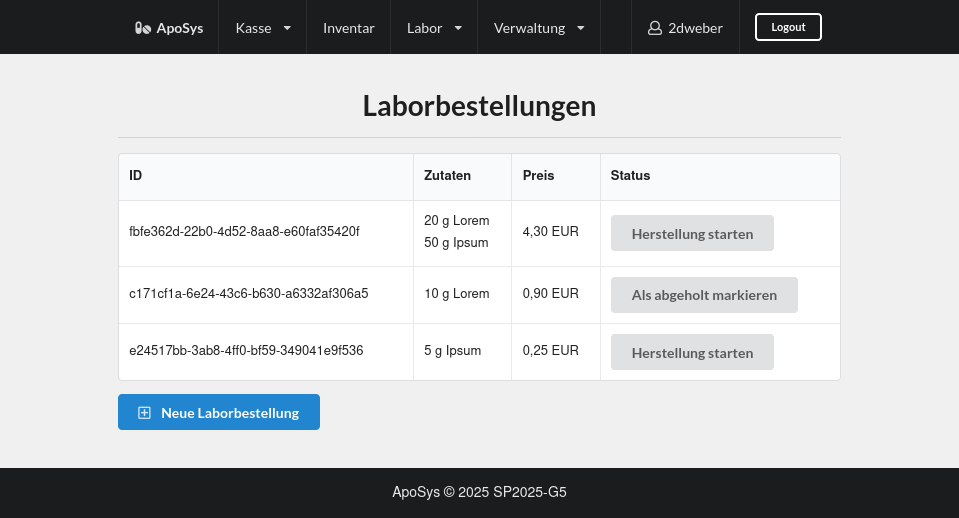 ApoSys Kasse Inventar Labor Verwaltung 2dweber Logout
Laborbestellungen
ID Zutaten Preis Status
fbfe362d-22b0-4d52-8aa8-e60faf35420f 20 g Lorem 4,30 EUR Herstellung starten
50 g Ipsum
c171cf1a-6e24-43c6-b630-a6332af306a5 10 g Lorem 0,90 EUR Als abgeholt markieren
e24517bb-3ab8-4ff0-bf59-349041e9f536 5 g Ipsum 0,25 EUR Herstellung starten
Neue Laborbestellung
ApoSys © 2025 SP2025-G5